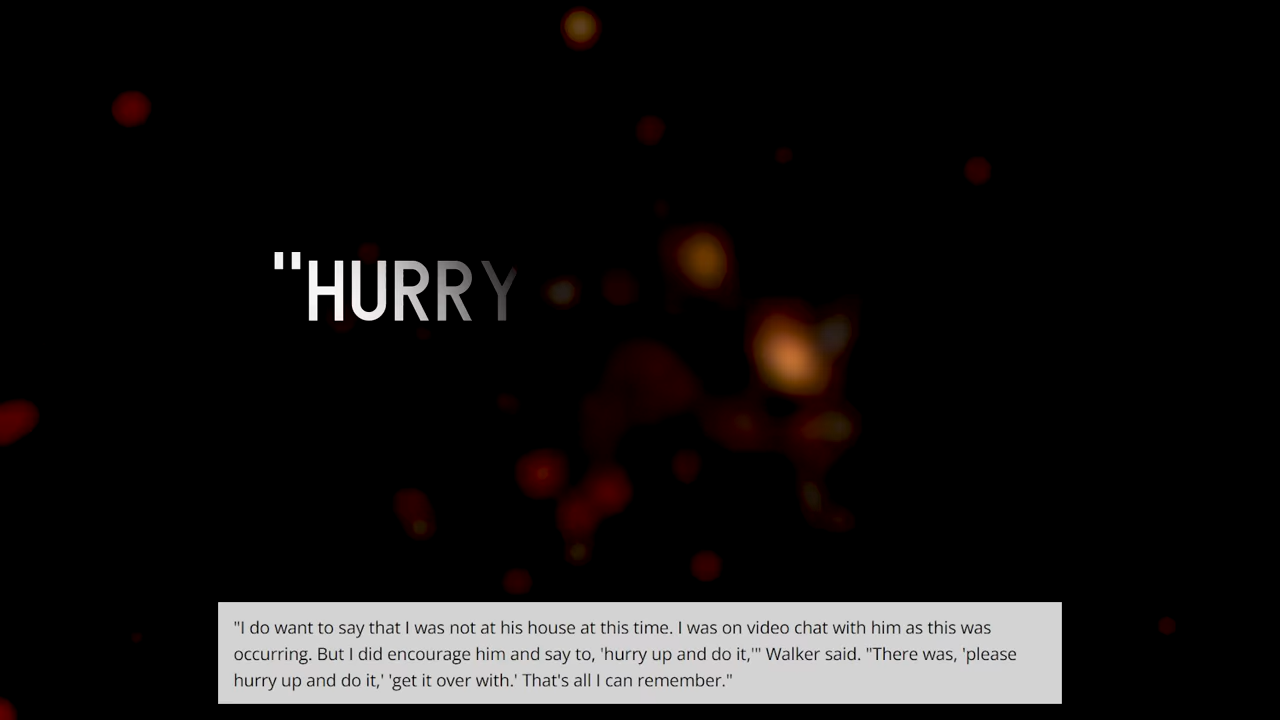 "HURRY
"I do want to say that I was not at his house at this time. I was on video chat with him as this was
occurring. But I did encourage him and say to, 'hurry up and do it,'" Walker said. "There was, 'please
hurry up and do it,' 'get it over with.' That's all I can remember."